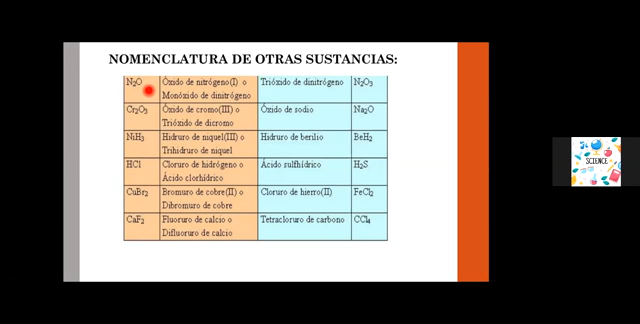 NOMENCLATURA DE OTRAS SUSTANCIAS:
N₂O Óxido de nitrógeno(I) o Trióxido de dinitrógeno N₂O₃
Monóxido de dinitrógeno
Cr₂O₃ Óxido de cromo(III) o Óxido de sodio Na₂O
Trióxido de dicromo
NiH₃ Hidruro de niquel(III) o Hidruro de berilio BeH₂
Trihidruro de niquel
HCl Cloruro de hidrógeno o Ácido sulfhídrico H₂S
Ácido clorhídrico
CuBr₂ Bromuro de cobre(II) o Cloruro de hierro(II) FeCl₂
Dibromuro de cobre
CaF₂ Fluoruro de calcio o Tetracloruro de carbono CCl₄
Difluoruro de calcio
SCIENCE